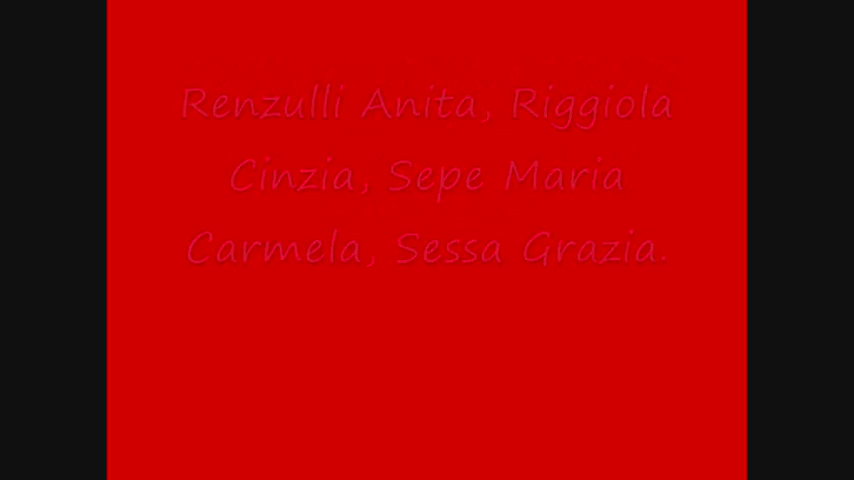 Renzulli Anita, Riggiola
Cinzia, Sepe Maria
Carmela, Sessa Grazia.